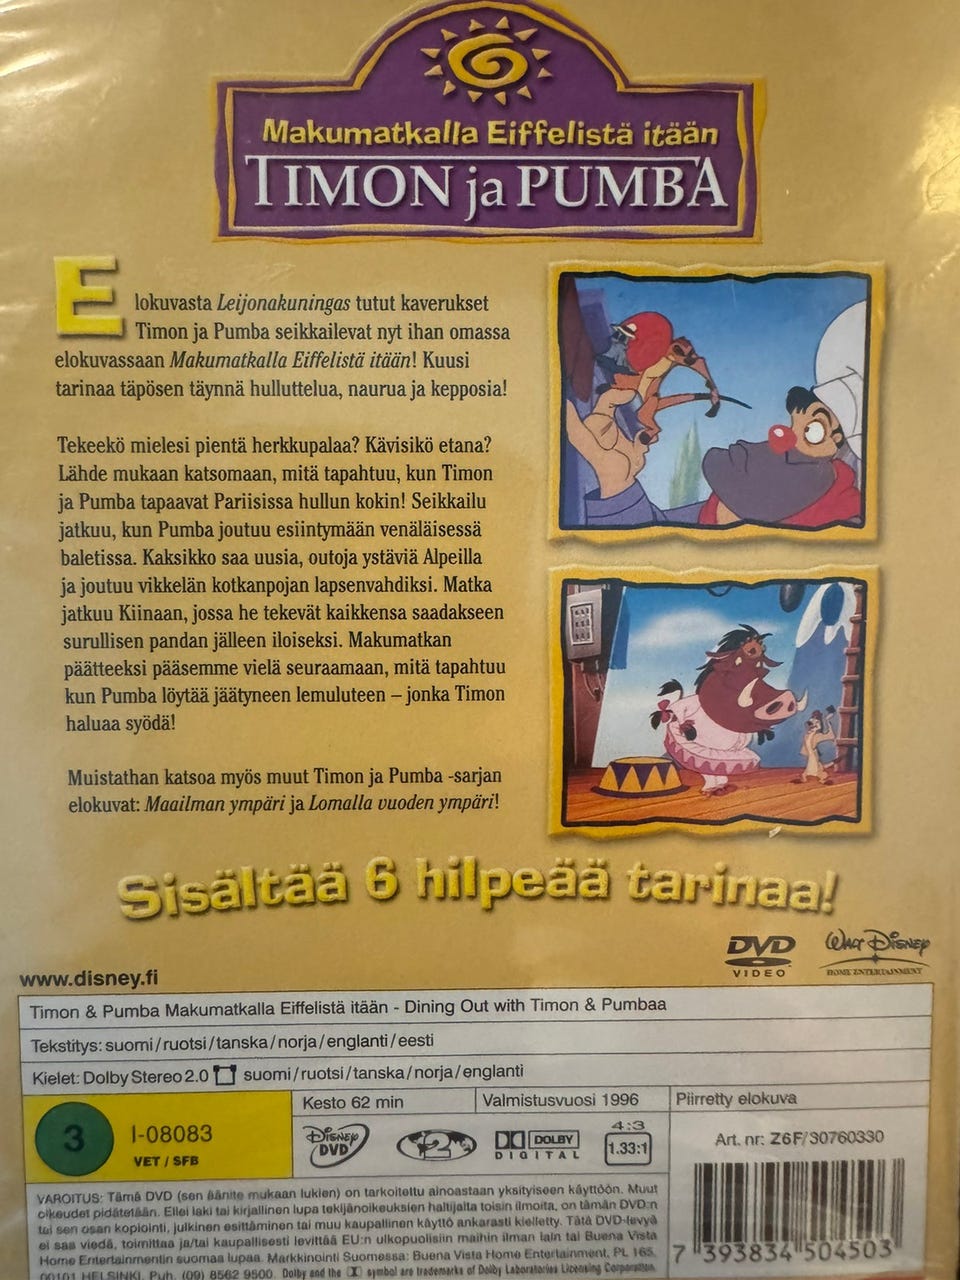 Makumatkalla Eiffelistä itään
TIMON ja PUMBA
Elokuvasta Leijonakuningas tutut kaverukset
Timon ja Pumba seikkailevat nyt ihan omassa
elokuvassaan Makumatkalla Eiffelistä itään! Kuusi
tarinaa täpösen täynnä hulluttelua, naurua ja kepposia!
Tekeekö mielesi pientä herkkupalaa? Kävisikö etana?
Lähde mukaan katsomaan, mitä tapahtuu, kun Timon
ja Pumba tapaavat Pariisissa hullun kokin! Seikkailu
jatkuu, kun Pumba joutuu esiintymään venäläisessä
baletissa. Kaksikko saa uusia, outoja ystäviä Alpeilla
ja joutuu vikkelän kotkanpojan lapsenvahdiksi. Matka
jatkuu Kiinaan, jossa he tekevät kaikkensa saadakseen
surullisen pandan jälleen iloiseksi. Makumatkan
päätteeksi pääsemme vielä seuraamaan, mitä tapahtuu
kun Pumba löytää jäätyneen lemuluteen – jonka Timon
haluaa syödä!
Muistathan katsoa myös muut Timon ja Pumba -sarjan
elokuvat: Maailman ympäri ja Lomalla vuoden ympäri!
Sisältää 6 hilpeää tarinaa!
DVD
VIDEO
Walt Disney
HOME ENTERTAINMENT
www.disney.fi
Timon & Pumba Makumatkalla Eiffelistä itään - Dining Out with Timon & Pumbaa
Tekstitys: suomi/ruotsi/tanska/norja/englanti/eesti
Kielet: Dolby Stereo 2.0 suomi/ruotsi/tanska/norja/englanti
3
I-08083
VET / SFB
Kesto 62 min
Valmistusvuosi 1996
Piirretty elokuva
Disney
DVD
2
DOLBY
DIGITAL
4:3
1.33:1
Art. nr: Z6F/30760330
VAROITUS: Tämä DVD (sen äänite mukaan lukien) on tarkoitettu ainoastaan yksityiseen käyttöön. Muut
oikeudet pidätetään. Ellei laki tai kirjallinen lupa tekijänoikeuksien haltijalta toisin ilmoita, on tämän DVD:n
tai sen osan kopiointi, julkinen esittäminen tai muu kaupallinen käyttö ankarasti kielletty. Tätä DVD-levyä
ei saa viedä, toimittaa ja/tai kaupallisesti levittää EU:n ulkopuolisiin maihin ilman lain tai Buena Vista
Home Entertainmentin suomaa lupaa. Markkinointi Suomessa: Buena Vista Home Entertainment, PL 165,
00101 HELSINKI, Puh. (09) 8562 9500. Dolby and the symbol are trademarks of Dolby Laboratories Licensing Corporation.
7 393834 504503